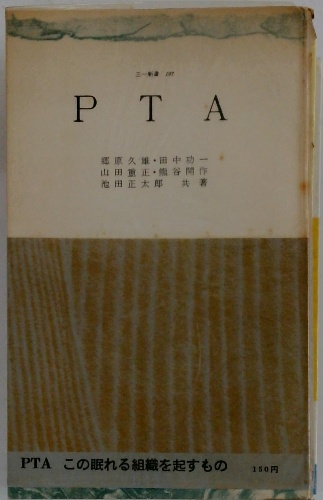 三一新書
P T A
郷原久雄・田中功一
山田重正・熊谷開作
池田正太郎 共著
PTA この眠れる組織を起すもの 150円